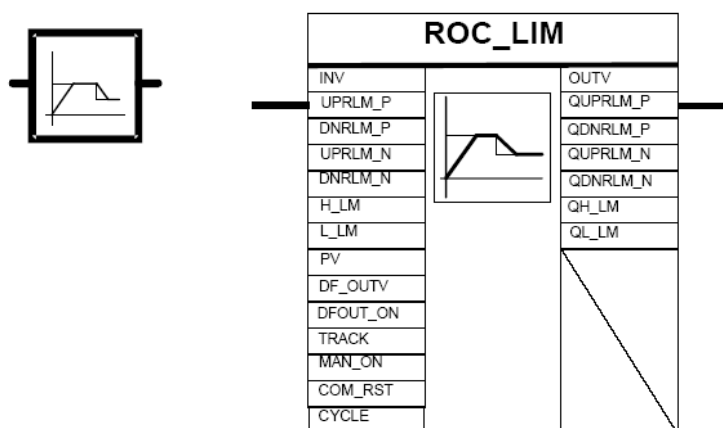 ROC_LIM
INV
UPRLM_P
DNRLM_P
UPRLM_N
DNRLM_N
H_LM
L_LM
PV
DF_OUTV
DFOUT_ON
TRACK
MAN_ON
COM_RST
CYCLE
OUTV
QUPRLM_P
QDNRLM_P
QUPRLM_N
QDNRLM_N
QH_LM
QL_LM